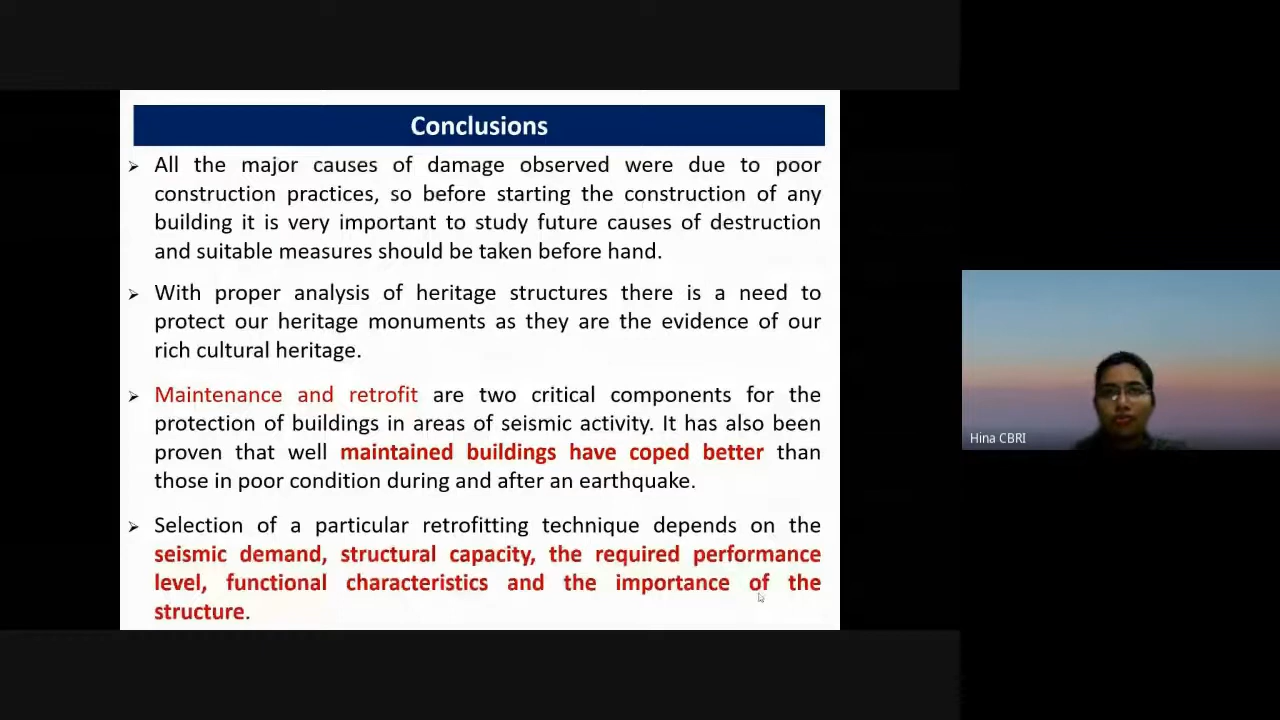 Conclusions
➢ All the major causes of damage observed were due to poor
construction practices, so before starting the construction of any
building it is very important to study future causes of destruction
and suitable measures should be taken before hand.
➢ With proper analysis of heritage structures there is a need to
protect our heritage monuments as they are the evidence of our
rich cultural heritage.
➢ Maintenance and retrofit are two critical components for the
protection of buildings in areas of seismic activity. It has also been
proven that well maintained buildings have coped better than
those in poor condition during and after an earthquake.
➢ Selection of a particular retrofitting technique depends on the
seismic demand, structural capacity, the required performance
level, functional characteristics and the importance of the
structure.
Hina CBRI